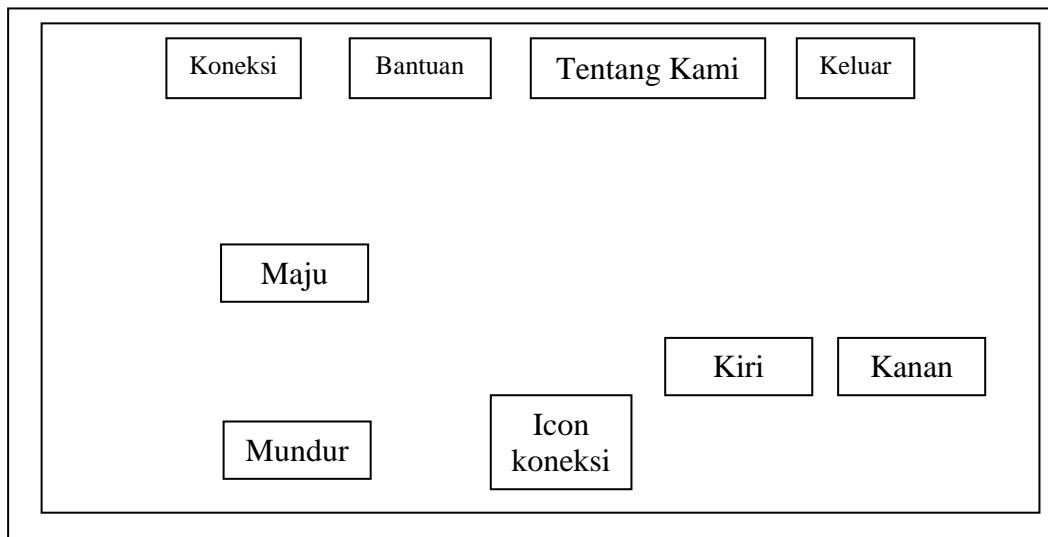 Koneksi
Bantuan
Tentang Kami
Keluar
Maju
Kiri
Kanan
Mundur
Icon
koneksi